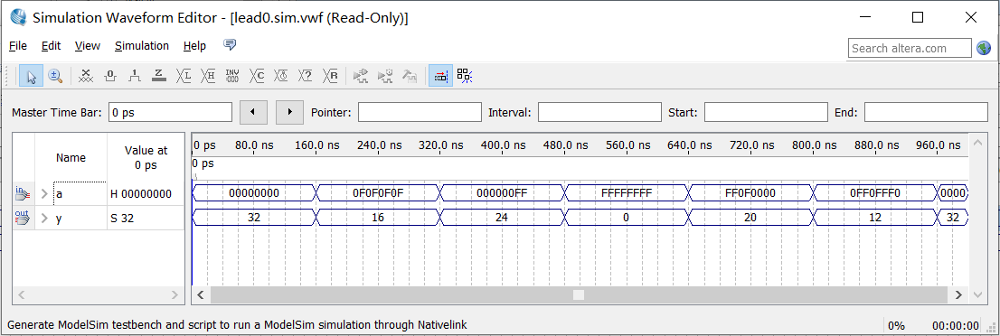 Simulation Waveform Editor - [lead0.sim.vwf (Read-Only)]
File Edit View Simulation Help
Search altera.com
Master Time Bar: 0 ps Pointer: Interval: Start: End:
Name Value at 0 ps
0 ps 80.0 ns 160.0 ns 240.0 ns 320.0 ns 400.0 ns 480.0 ns 560.0 ns 640.0 ns 720.0 ns 800.0 ns 880.0 ns 960.0 ns
0 ps
in a H 00000000 00000000 0F0F0F0F 000000FF FFFFFFFF FF0F0000 0FF0FFF0 0000
out y S 32 32 16 24 0 20 12 32
Generate ModelSim testbench and script to run a ModelSim simulation through Nativelink 0% 00:00:00